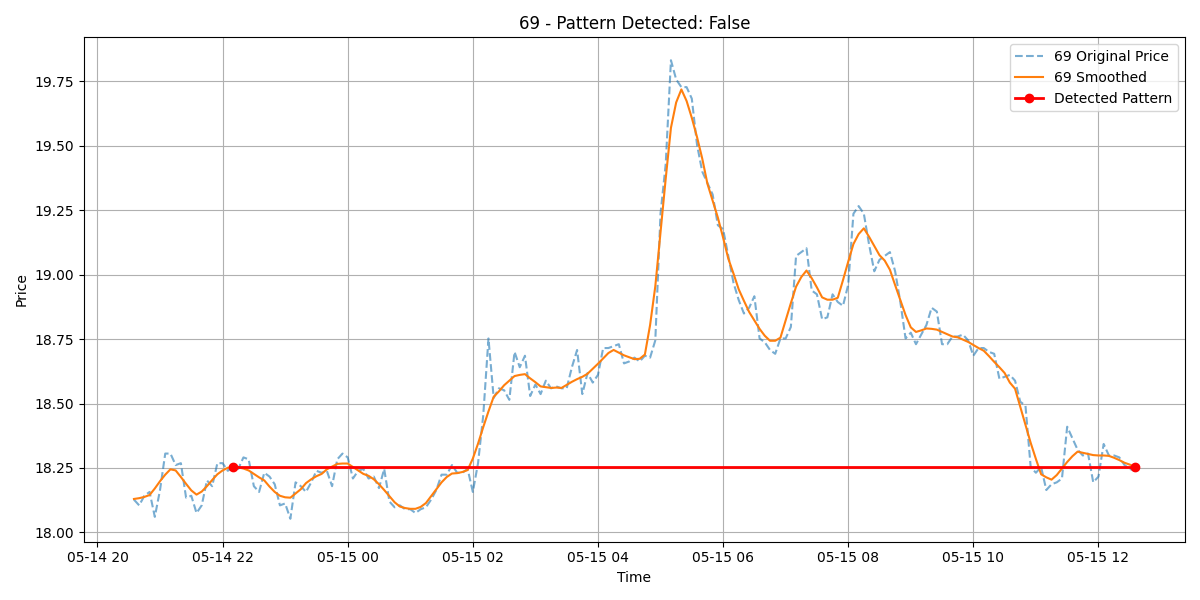 69 - Pattern Detected: False
69 Original Price
69 Smoothed
Detected Pattern
Price
19.75
19.50
19.25
19.00
18.75
18.50
18.25
18.00
05-14 20 05-14 22 05-15 00 05-15 02 05-15 04 05-15 06 05-15 08 05-15 10 05-15 12
Time